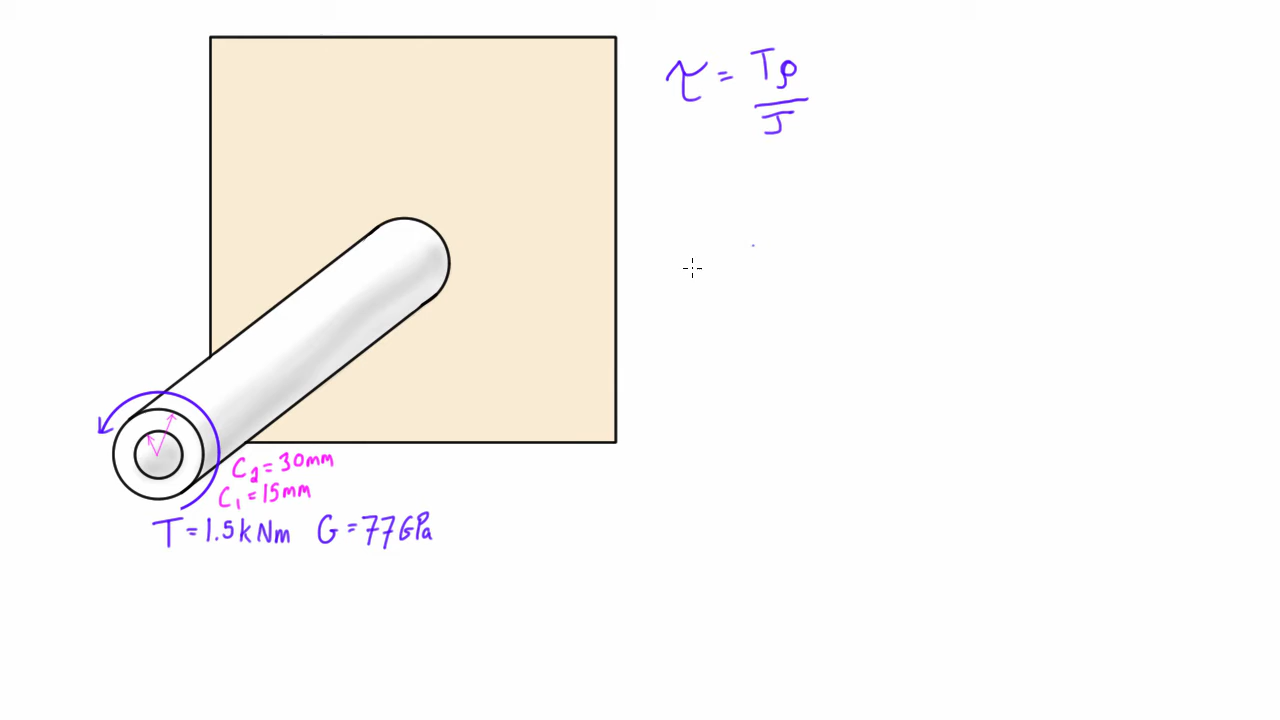 τ = Tρ/J
C₂ = 30mm
C₁ = 15mm
T = 1.5kNm G = 77GPa